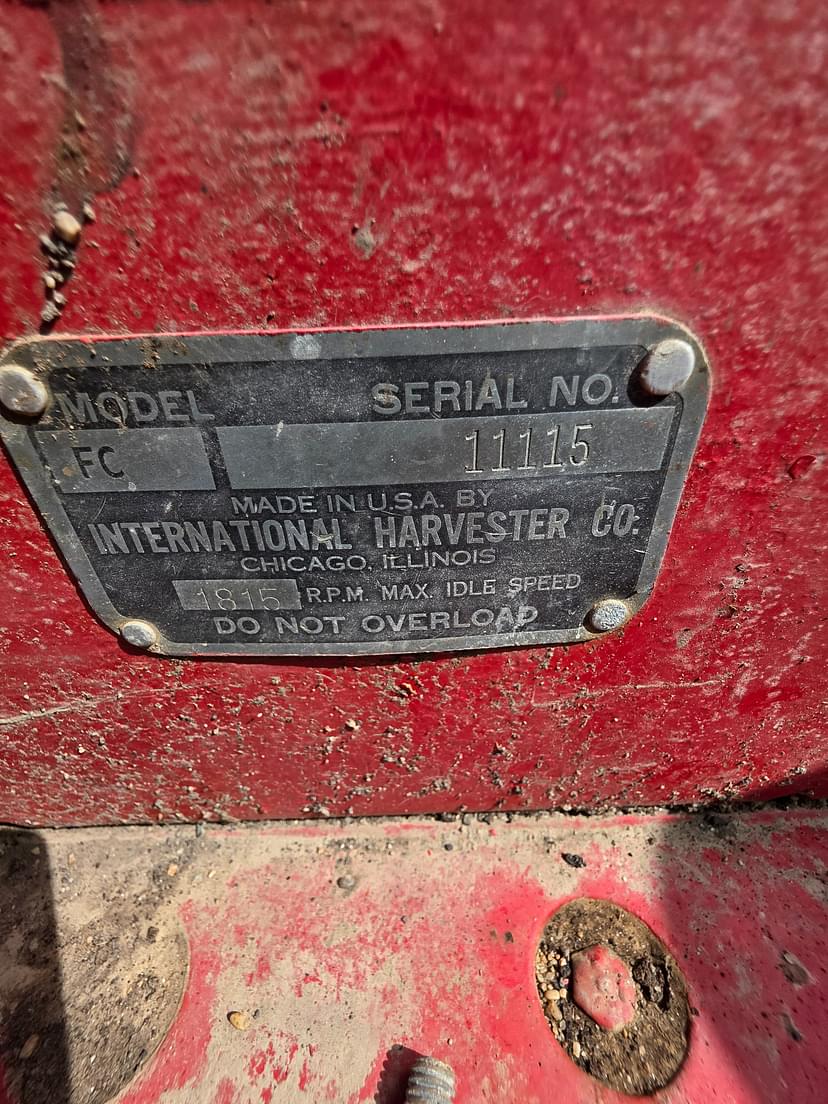 MODEL SERIAL NO.
FC 11115
MADE IN U.S.A. BY
INTERNATIONAL HARVESTER CO.
CHICAGO, ILLINOIS
1815 R.P.M. MAX. IDLE SPEED
DO NOT OVERLOAD